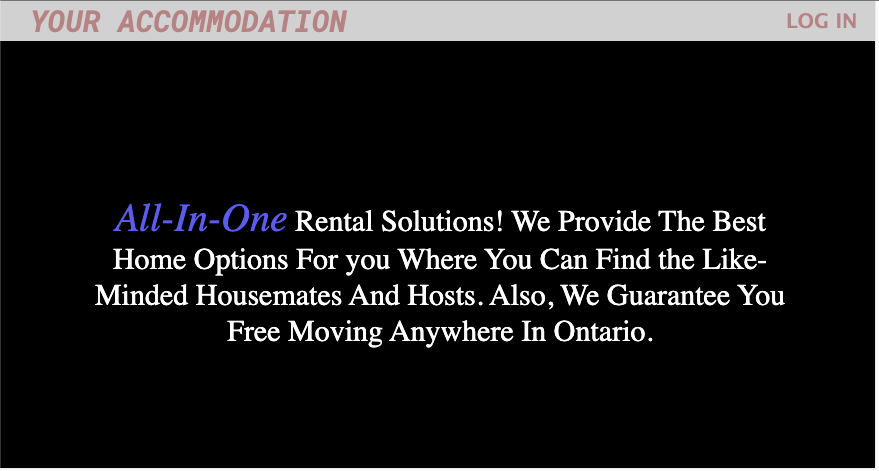 YOUR ACCOMMODATION
LOG IN
All-In-One Rental Solutions! We Provide The Best
Home Options For you Where You Can Find the Like-
Minded Housemates And Hosts. Also, We Guarantee You
Free Moving Anywhere In Ontario.